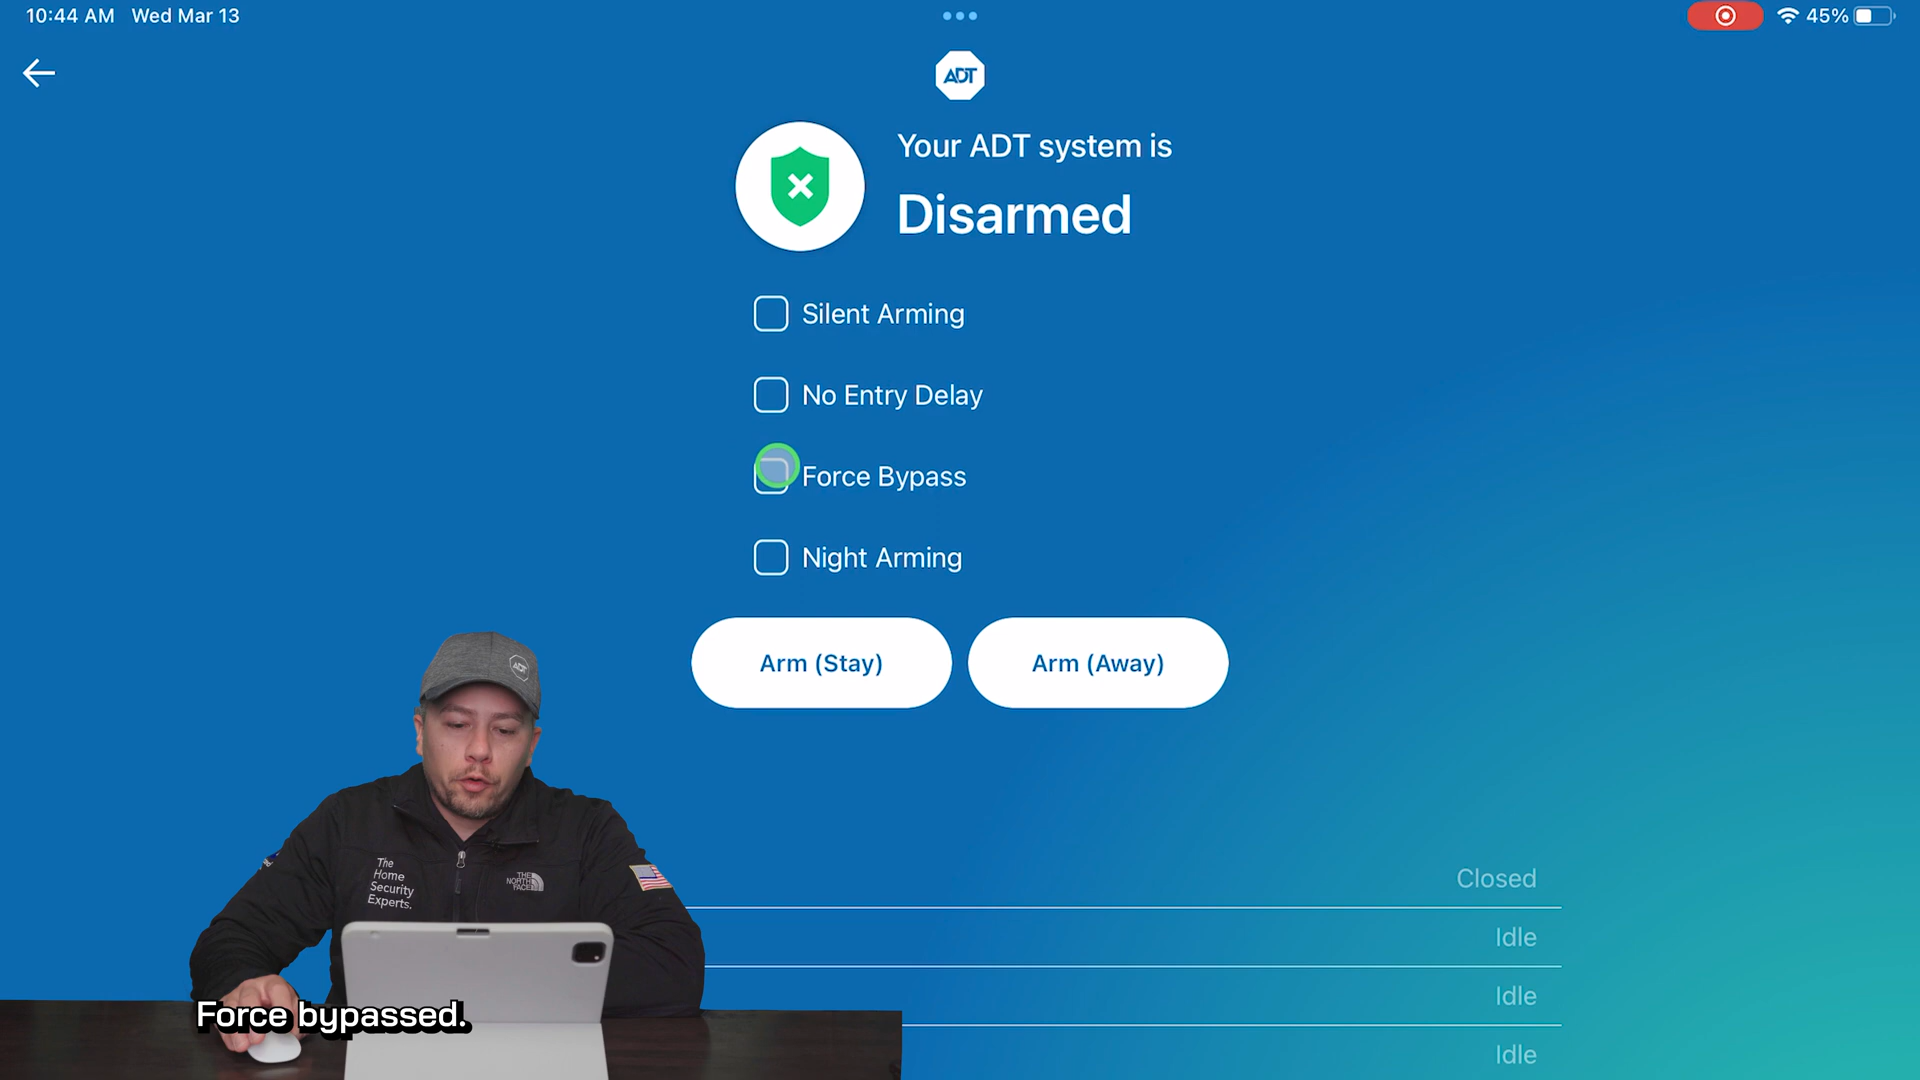 10:44 AM Wed Mar 13
45%
ADT
Your ADT system is
Disarmed
Silent Arming
No Entry Delay
Force Bypass
Night Arming
Arm (Stay)
Arm (Away)
ADT
The
Home
Security
Experts.
THE
NORTH
FACE
Closed
Idle
Idle
Idle
Force bypassed.